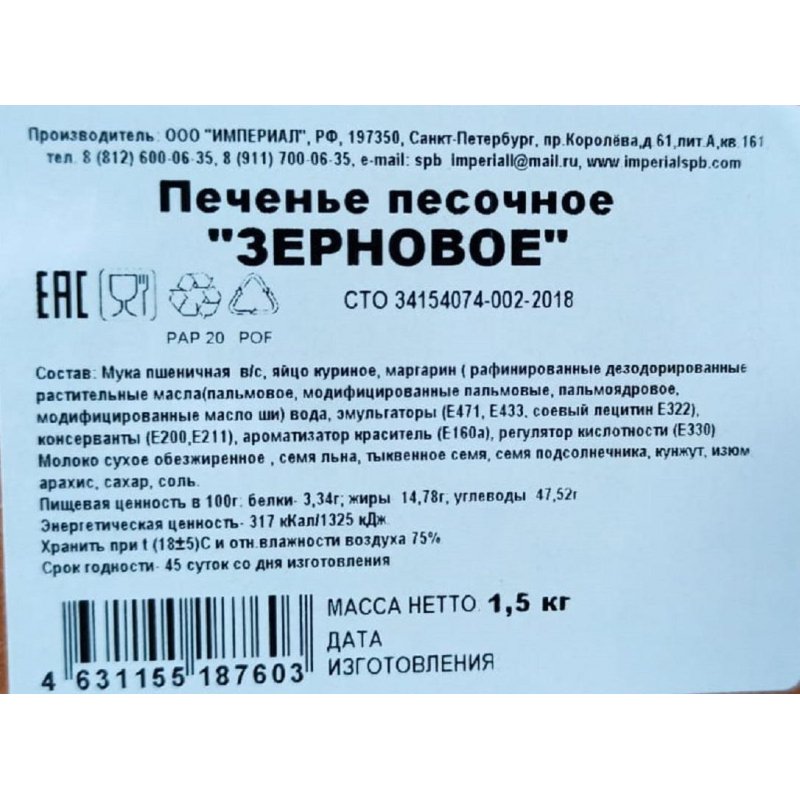 Производитель: ООО "ИМПЕРИАЛ", РФ, 197350, Санкт-Петербург, пр.Королёва,д.61,лит.А,кв.161
тел. 8 (812) 600-06-35, 8 (911) 700-06-35, e-mail: spb_imperiall@mail.ru, www.imperialspb.com
Печенье песочное
"ЗЕРНОВОЕ"
EAC
СТО 34154074-002-2018
PAP 20 POF
Состав: Мука пшеничная в/с, яйцо куриное, маргарин ( рафинированные дезодорированные
растительные масла(пальмовое, модифицированные пальмовые, пальмоядровое,
модифицированные масло ши) вода, эмульгаторы (Е471, Е433, соевый лецитин Е322),
консерванты (Е200,Е211), ароматизатор краситель (Е160а), регулятор кислотности (Е330)
Молоко сухое обезжиренное , семя льна, тыквенное семя, семя подсолнечника, кунжут, изюм
арахис, сахар, соль.
Пищевая ценность в 100г: белки- 3,34г; жиры 14,78г, углеводы 47,52г
Энергетическая ценность- 317 кКал/1325 кДж.
Хранить при t (18±5)С и отн.влажности воздуха 75%
Срок годности- 45 суток со дня изготовления
МАССА НЕТТО 1,5 кг
ДАТА
ИЗГОТОВЛЕНИЯ
4 631155 187603